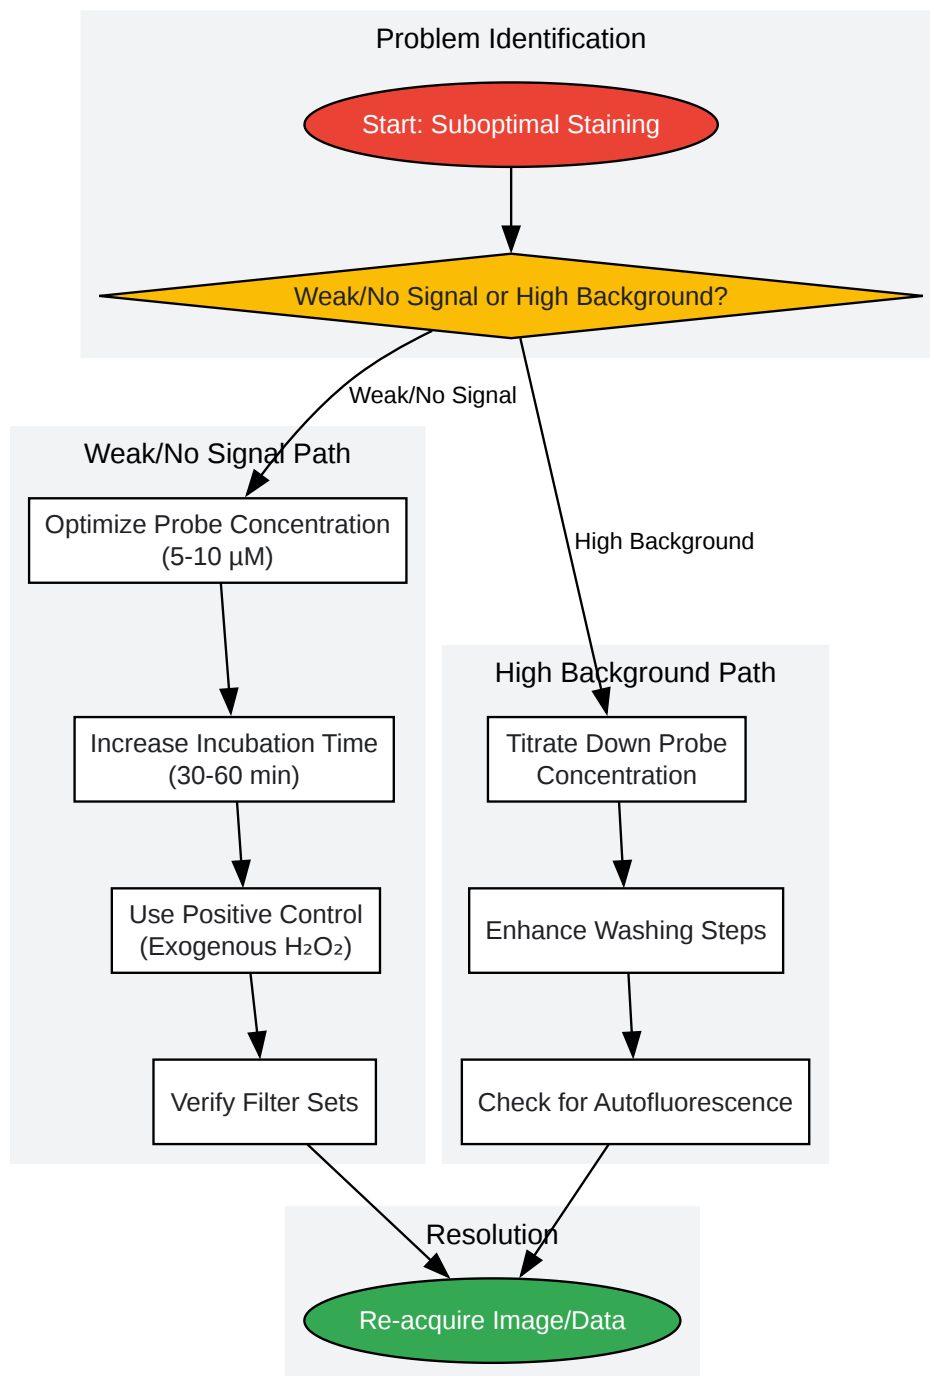 Problem Identification
Start: Suboptimal Staining
Weak/No Signal or High Background?
Weak/No Signal
Weak/No Signal Path
Optimize Probe Concentration
(5-10 µM)
High Background
Increase Incubation Time
(30-60 min)
Use Positive Control
(Exogenous H₂O₂)
Verify Filter Sets
High Background Path
Titrate Down Probe
Concentration
Enhance Washing Steps
Check for Autofluorescence
Resolution
Re-acquire Image/Data